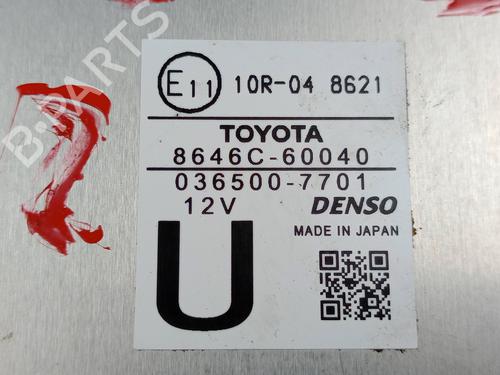 E11 10R-04 8621
TOYOTA
8646C-60040
036500-7701
12V DENSO
MADE IN JAPAN
U
B-PARTS